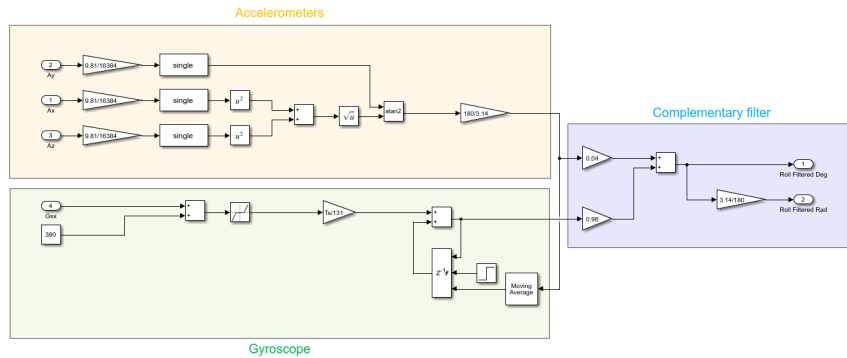 Accelerometers
2
Ay
9.81/16384
single
1
Ax
9.81/16384
single
u²
3
Az
9.81/16384
single
u²
+
+
√u
atan2
180/3.14
Complementary filter
0.04
+
+
1
Roll Filtered Deg
3.14/180
2
Roll Filtered Rad
0.96
4
Gsx
380
+
+
Ts/131
+
+
Moving
Average
Gyroscope